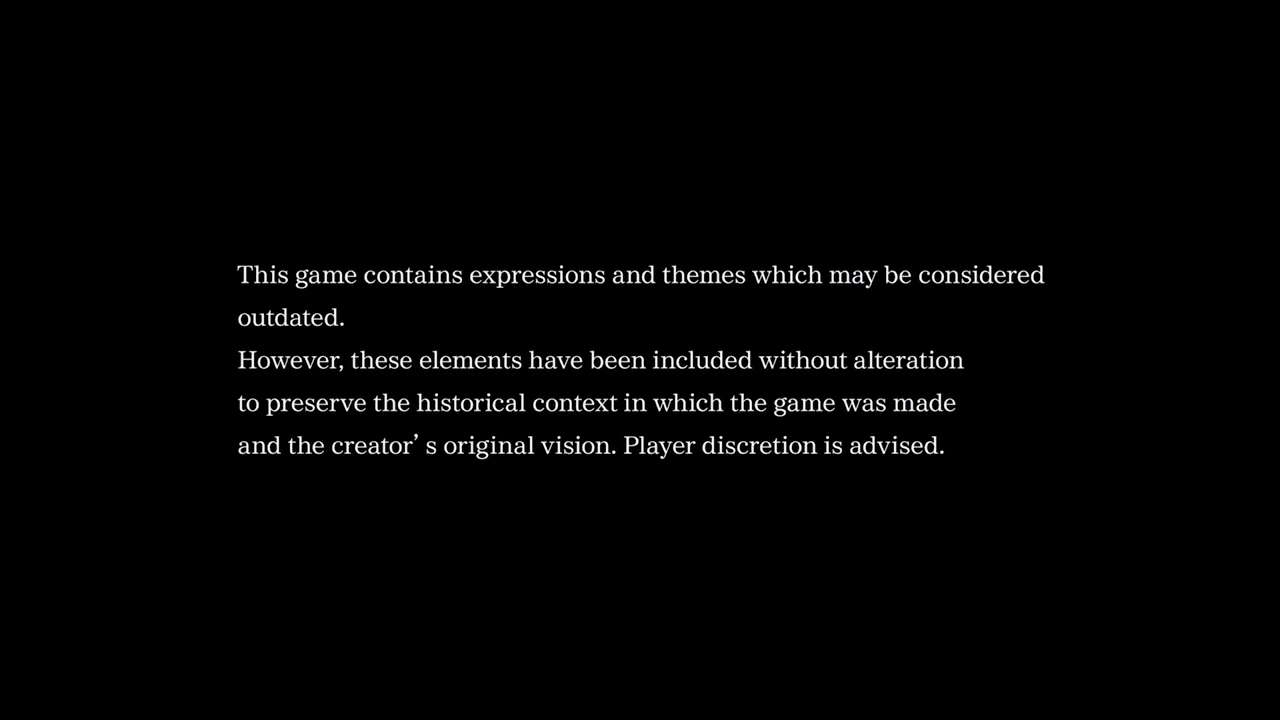 This game contains expressions and themes which may be considered
outdated.
However, these elements have been included without alteration
to preserve the historical context in which the game was made
and the creator’ s original vision. Player discretion is advised.